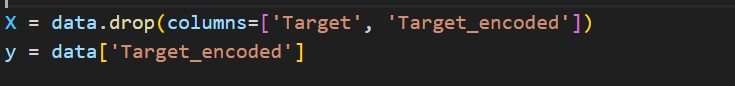 X = data.drop(columns=['Target', 'Target_encoded'])
y = data['Target_encoded']